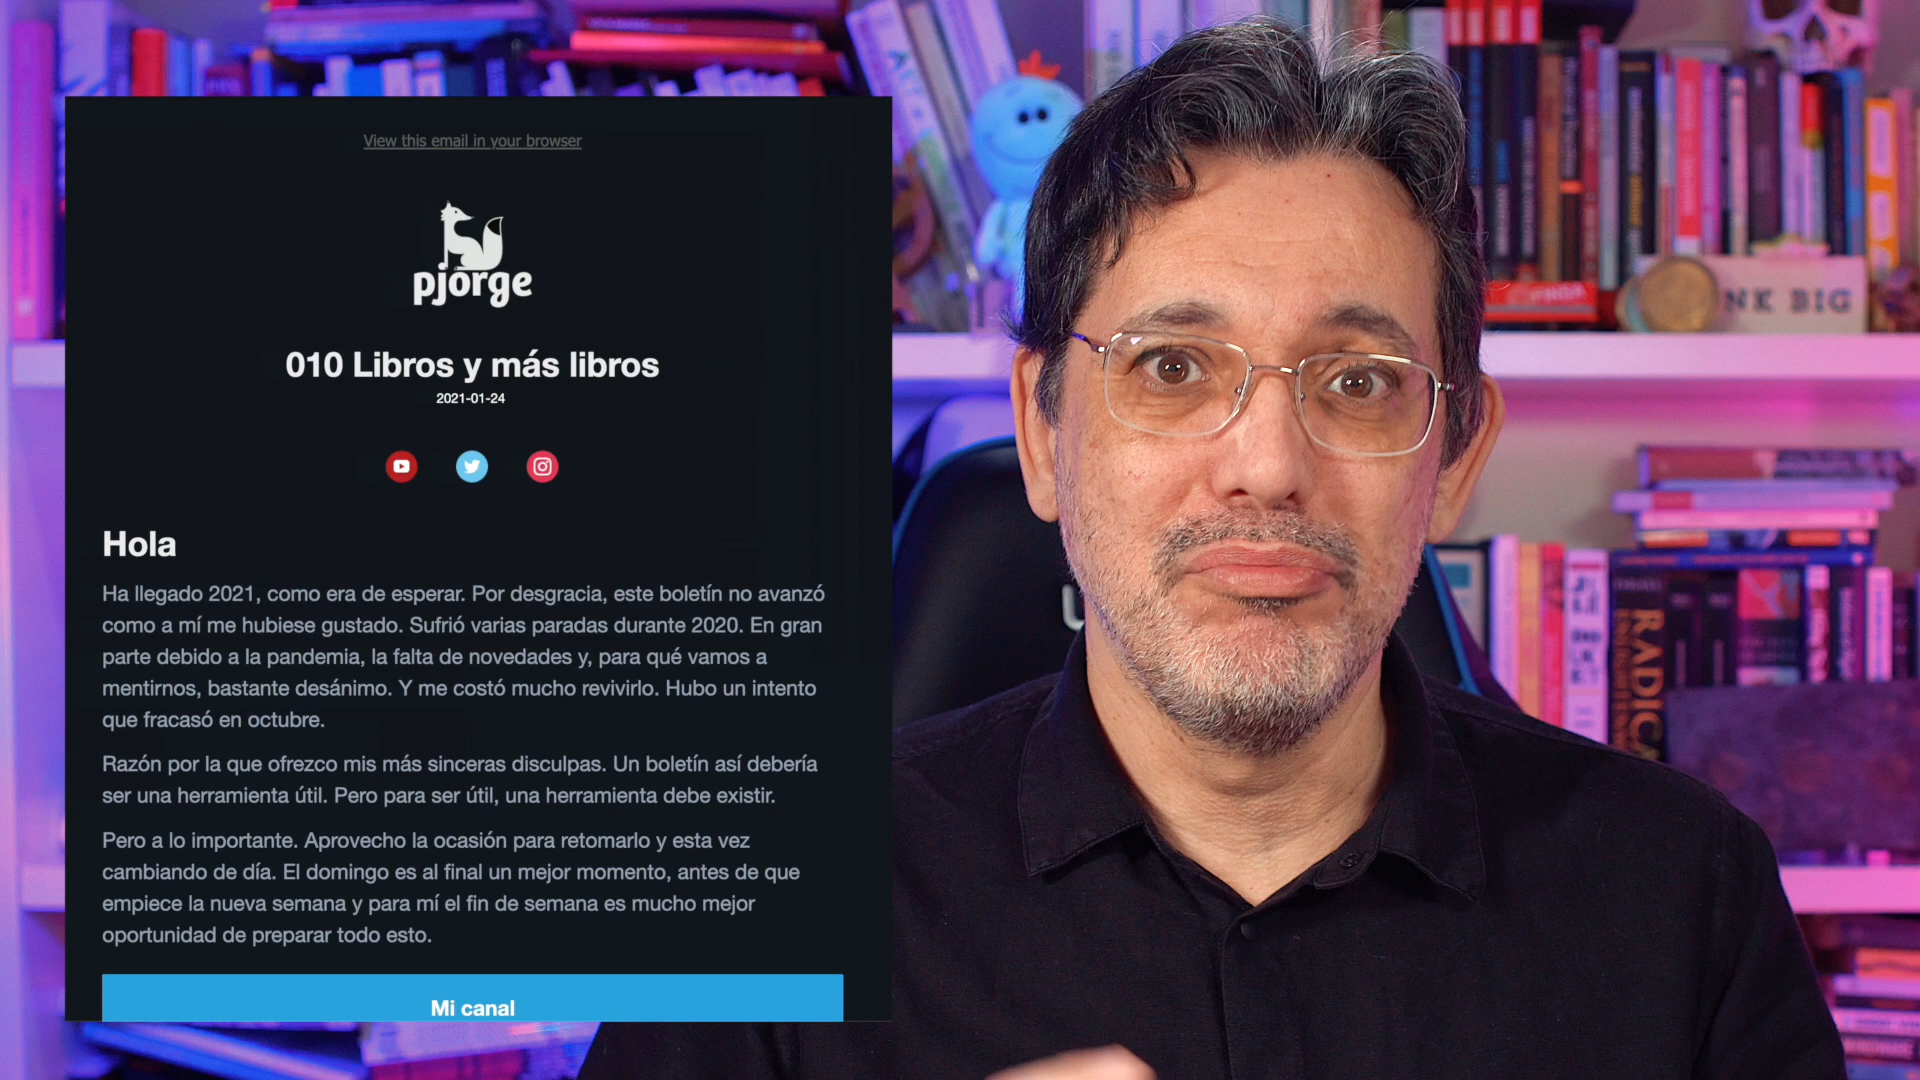 View this email in your browser
pjorge
010 Libros y más libros
2021-01-24
Hola
Ha llegado 2021, como era de esperar. Por desgracia, este boletín no avanzó
como a mí me hubiese gustado. Sufrió varias paradas durante 2020. En gran
parte debido a la pandemia, la falta de novedades y, para qué vamos a
mentirnos, bastante desánimo. Y me costó mucho revivirlo. Hubo un intento
que fracasó en octubre.
Razón por la que ofrezco mis más sinceras disculpas. Un boletín así debería
ser una herramienta útil. Pero para ser útil, una herramienta debe existir.
Pero a lo importante. Aprovecho la ocasión para retomarlo y esta vez
cambiando de día. El domingo es al final un mejor momento, antes de que
empiece la nueva semana y para mí el fin de semana es mucho mejor
oportunidad de preparar todo esto.
Mi canal
NK BIG
RADICA